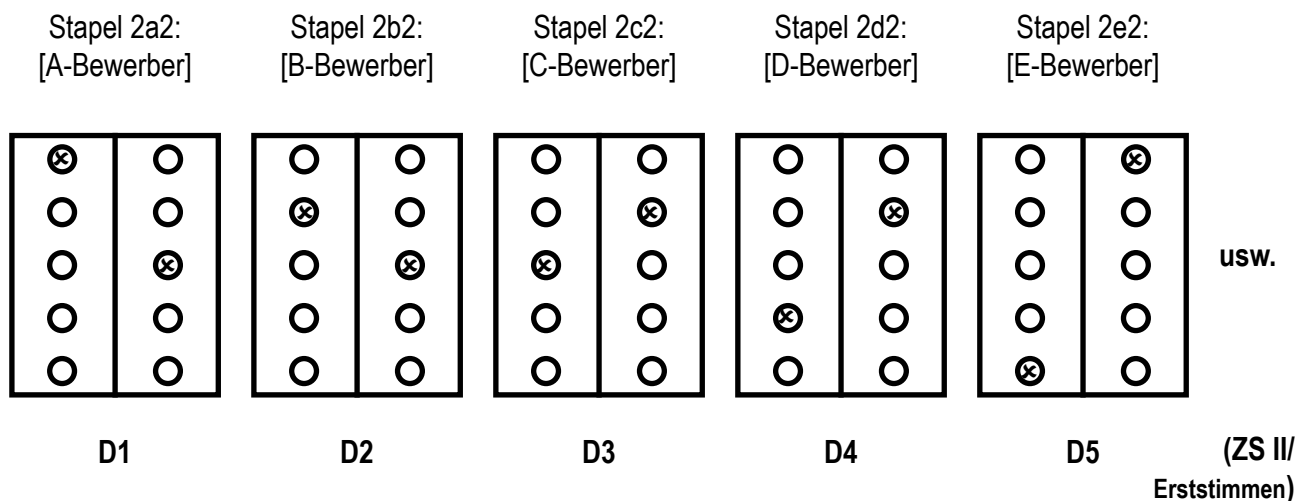 Stapel 2a2:
[A-Bewerber]
Stapel 2b2:
[B-Bewerber]
Stapel 2c2:
[C-Bewerber]
Stapel 2d2:
[D-Bewerber]
Stapel 2e2:
[E-Bewerber]
usw.
D1
D2
D3
D4
D5
(ZS II/
Erststimmen)